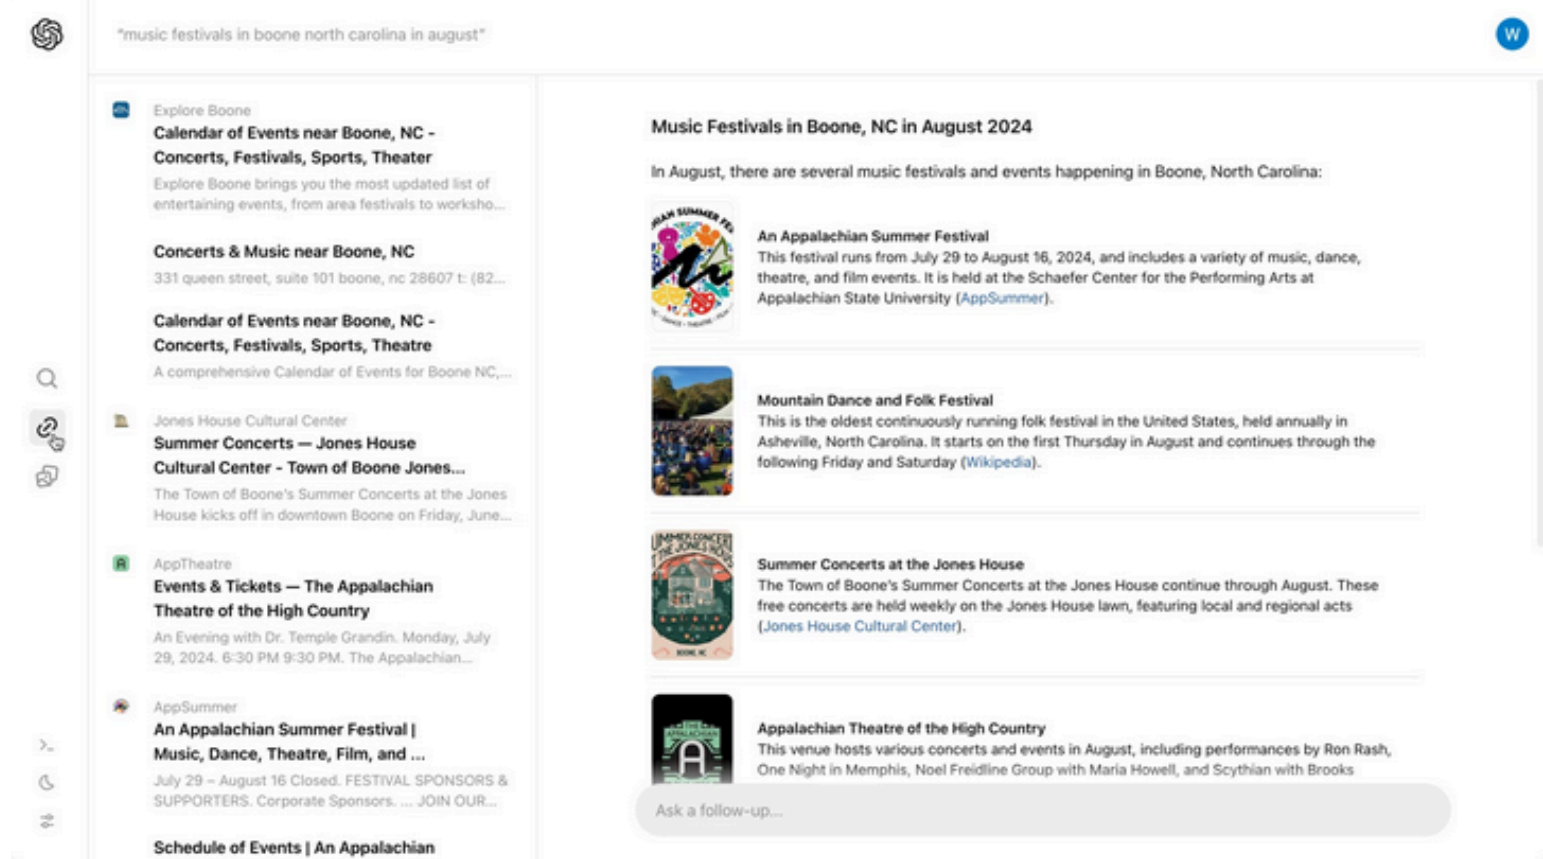 "music festivals in boone north carolina in august"
W
Explore Boone
Calendar of Events near Boone, NC -
Concerts, Festivals, Sports, Theater
Explore Boone brings you the most updated list of
entertaining events, from area festivals to worksho...
Concerts & Music near Boone, NC
331 queen street, suite 101 boone, nc 28607 t: (82...
Calendar of Events near Boone, NC -
Concerts, Festivals, Sports, Theatre
A comprehensive Calendar of Events for Boone NC,...
Jones House Cultural Center
Summer Concerts — Jones House
Cultural Center - Town of Boone Jones...
The Town of Boone's Summer Concerts at the Jones
House kicks off in downtown Boone on Friday, June...
AppTheatre
Events & Tickets — The Appalachian
Theatre of the High Country
An Evening with Dr. Temple Grandin. Monday, July
29, 2024. 6:30 PM 9:30 PM. The Appalachian...
AppSummer
An Appalachian Summer Festival |
Music, Dance, Theatre, Film, and ...
July 29 – August 16 Closed. FESTIVAL SPONSORS &
SUPPORTERS. Corporate Sponsors. ... JOIN OUR...
Schedule of Events | An Appalachian
Music Festivals in Boone, NC in August 2024
In August, there are several music festivals and events happening in Boone, North Carolina:
An Appalachian Summer Festival
This festival runs from July 29 to August 16, 2024, and includes a variety of music, dance,
theatre, and film events. It is held at the Schaefer Center for the Performing Arts at
Appalachian State University (AppSummer).
Mountain Dance and Folk Festival
This is the oldest continuously running folk festival in the United States, held annually in
Asheville, North Carolina. It starts on the first Thursday in August and continues through the
following Friday and Saturday (Wikipedia).
SUMMER CONCERT
JONES HOUS
BOONE, NC
Summer Concerts at the Jones House
The Town of Boone's Summer Concerts at the Jones House continue through August. These
free concerts are held weekly on the Jones House lawn, featuring local and regional acts
(Jones House Cultural Center).
APPALACHIAN
A
Appalachian Theatre of the High Country
This venue hosts various concerts and events in August, including performances by Ron Rash,
One Night in Memphis, Noel Freidline Group with Maria Howell, and Scythian with Brooks
Ask a follow-up...